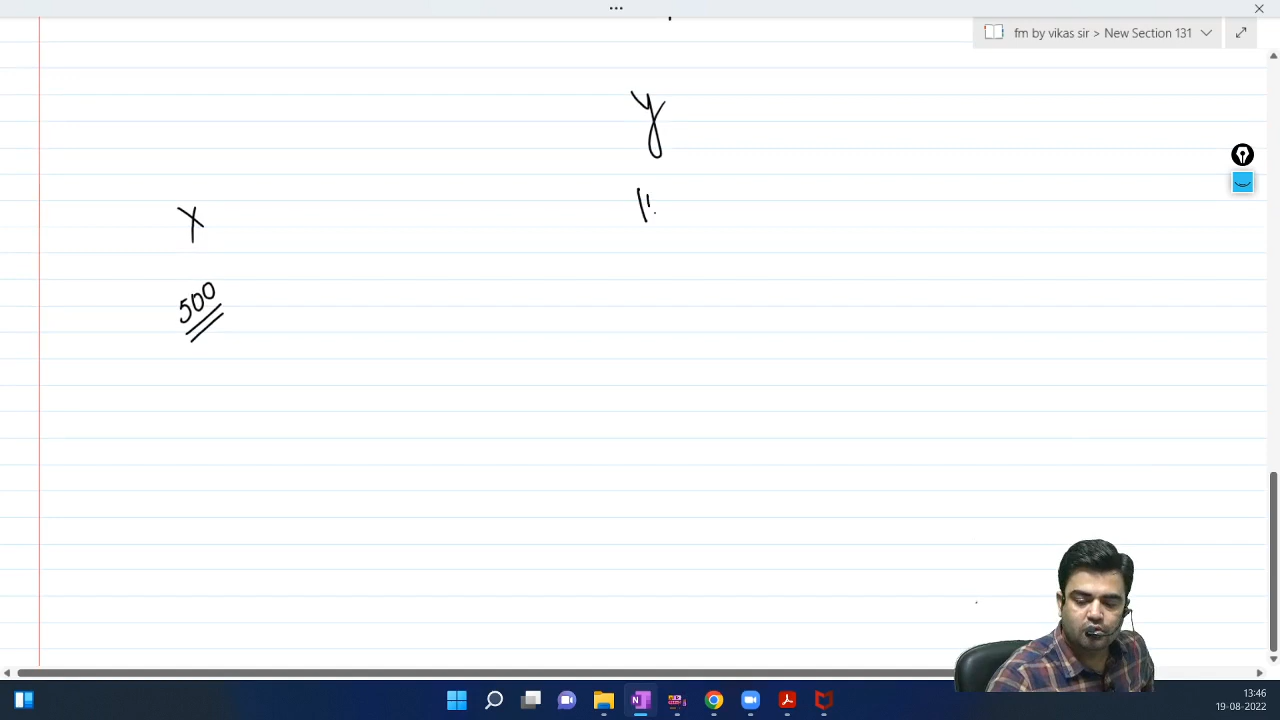 fm by vikas sir > New Section 131
y
X
500
13:46
19-08-2022